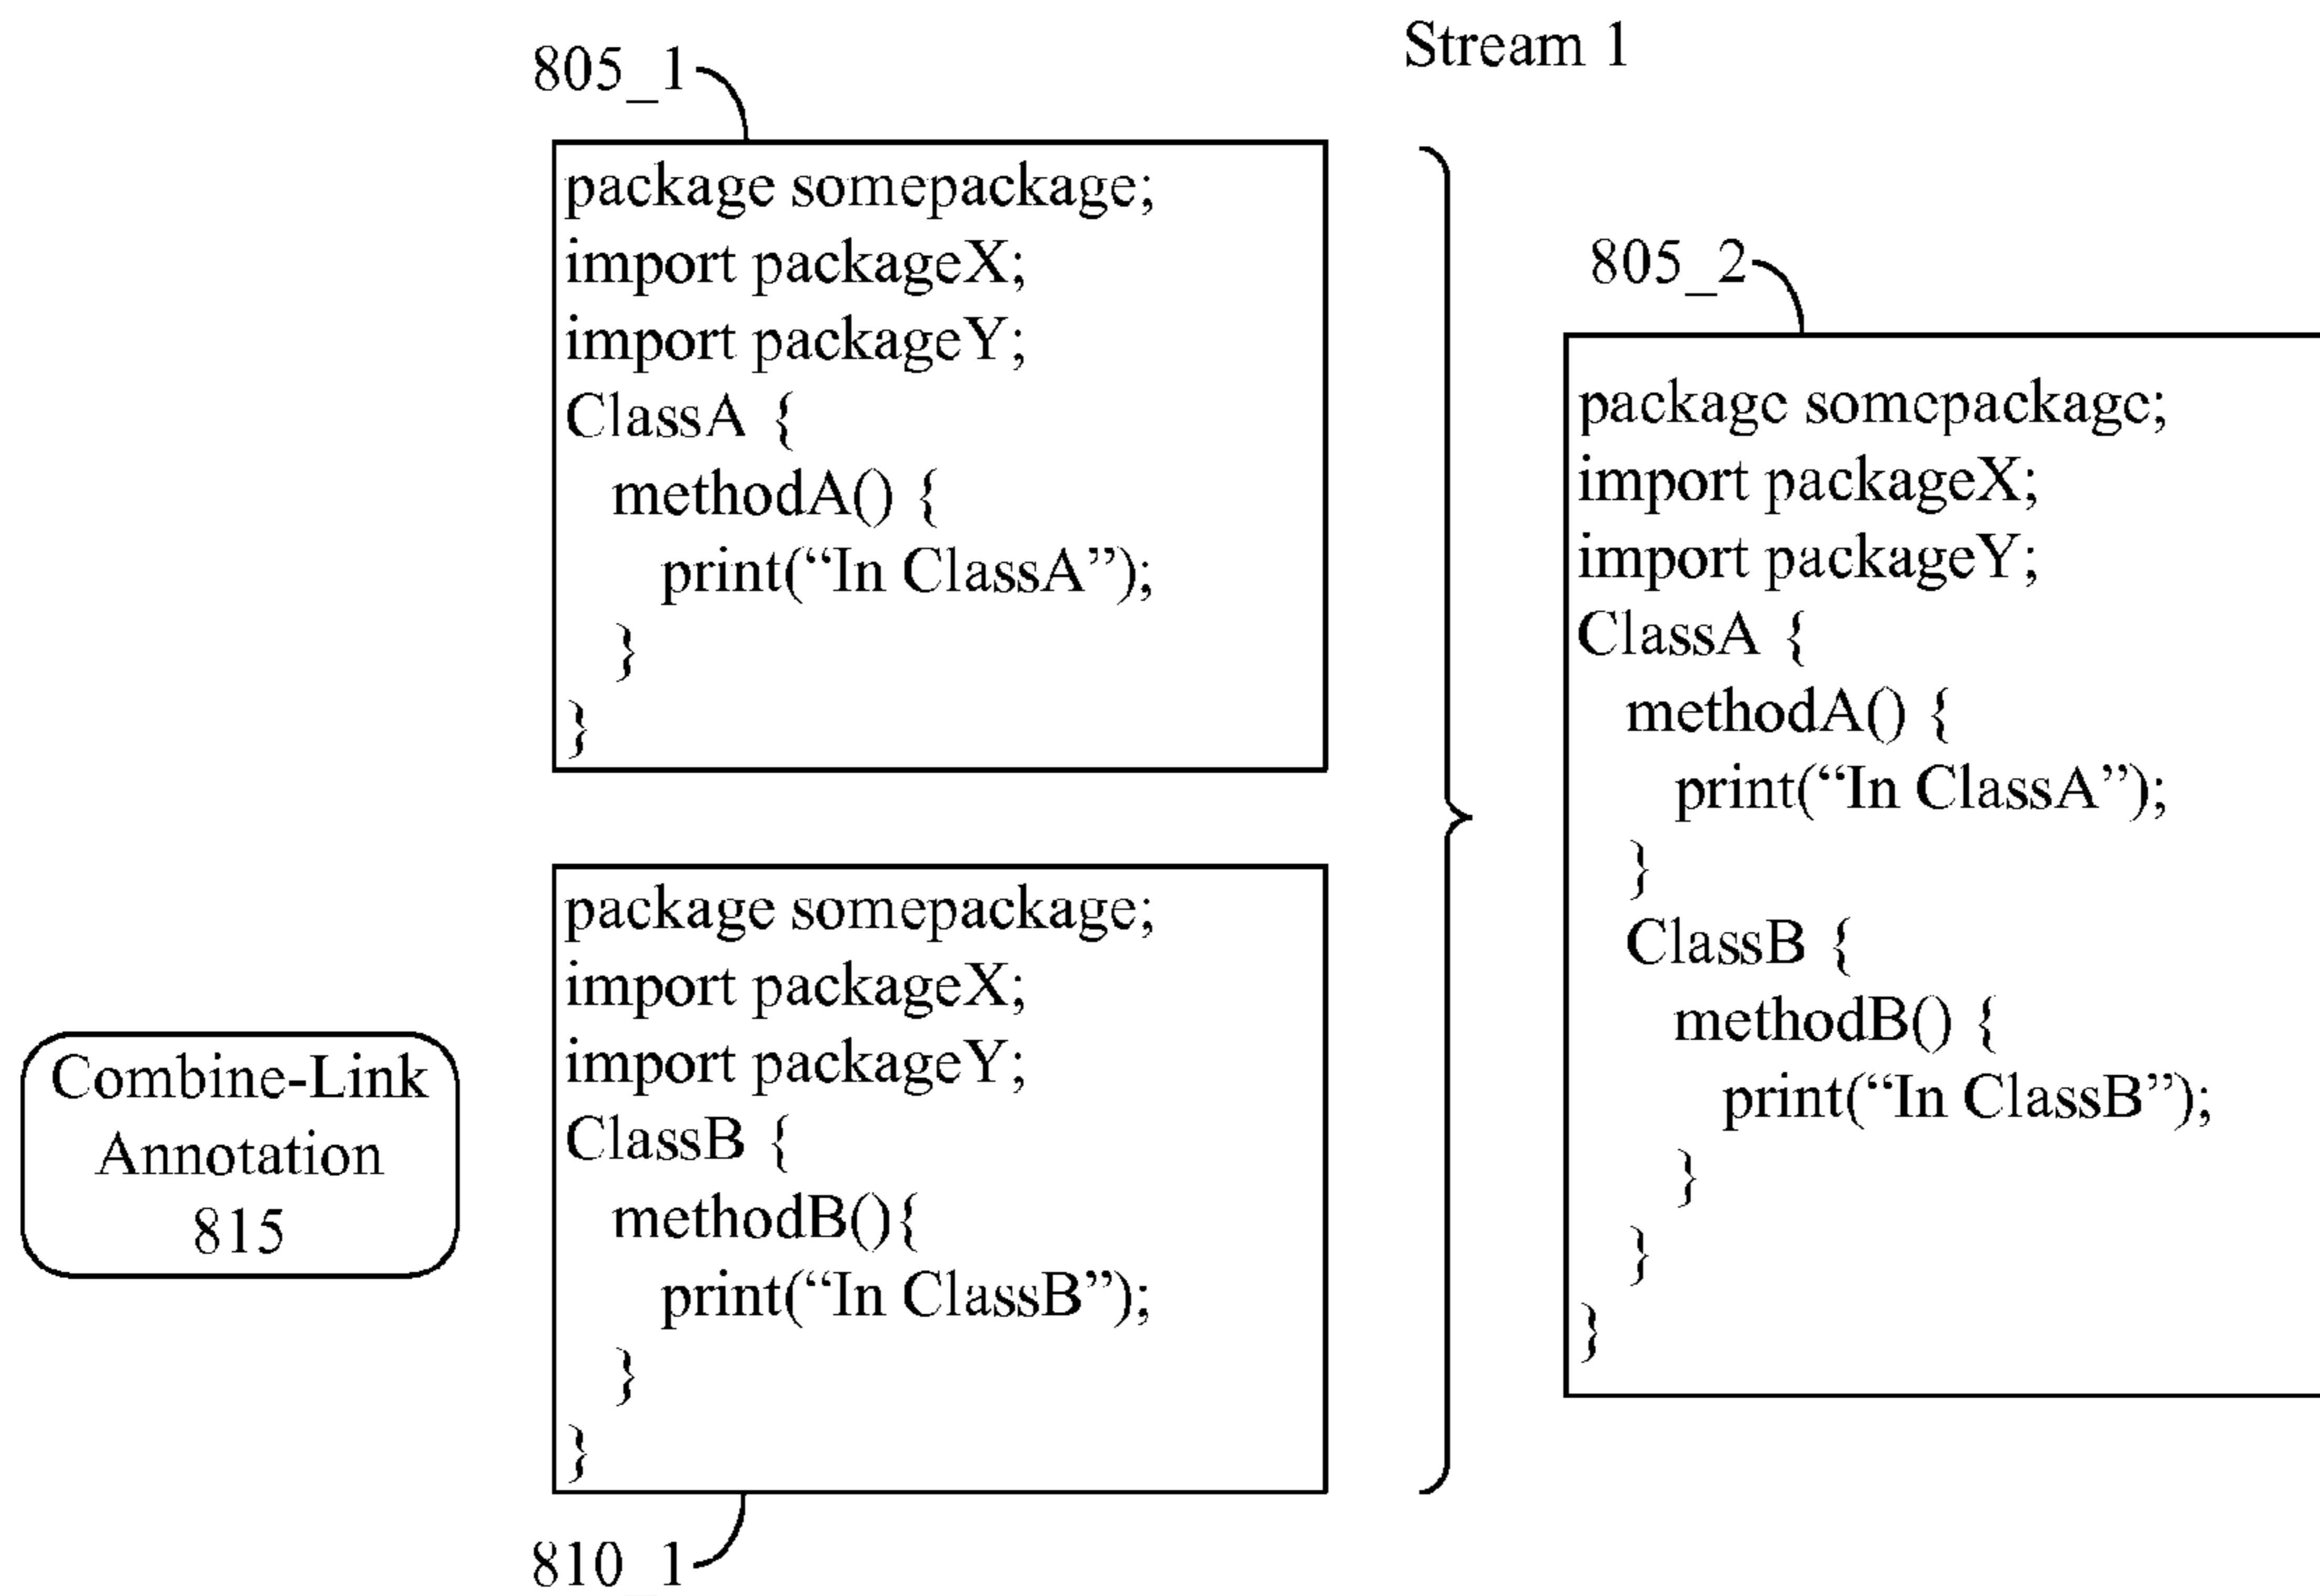 Stream 1
805_1
package somepackage;
import packageX;
import packageY;
ClassA {
methodA() {
print(“In ClassA”);
}
}
805_2
package somepackage;
import packageX;
import packageY;
ClassA {
methodA() {
print(“In ClassA”);
}
ClassB {
methodB() {
print(“In ClassB”);
}
}
}
Combine-Link
Annotation
815
package somepackage;
import packageX;
import packageY;
ClassB {
methodB(){
print(“In ClassB”);
}
}
810_1